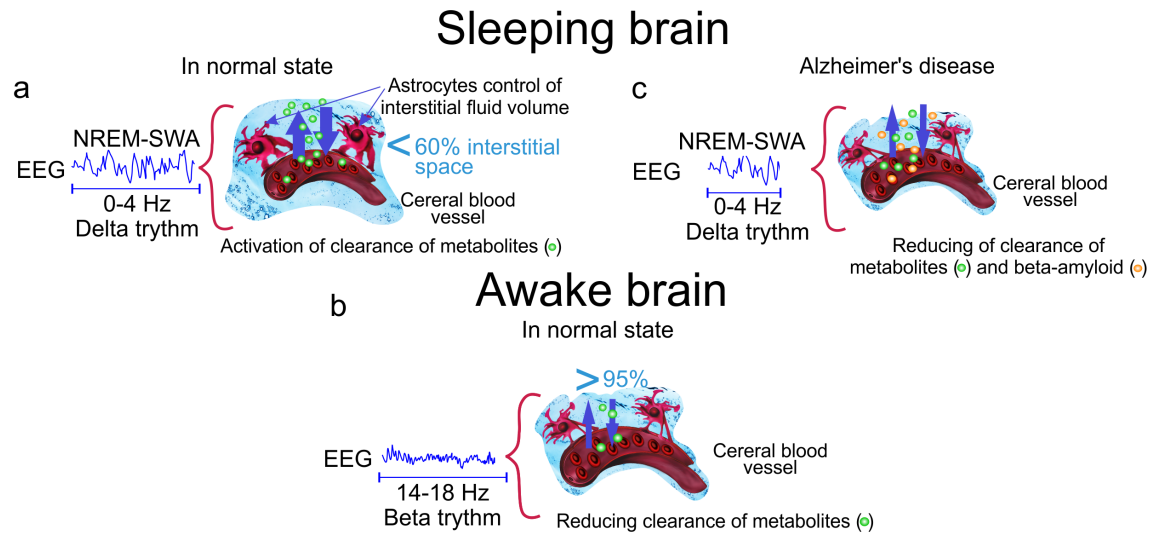 Sleeping brain
a
In normal state
Astrocytes control of
interstitial fluid volume
NREM-SWA
EEG
0-4 Hz
Delta trythm
< 60% interstitial
space
Cereral blood
vessel
Activation of clearance of metabolites ( )
c
Alzheimer's disease
NREM-SWA
EEG
0-4 Hz
Delta trythm
Cereral blood
vessel
Reducing of clearance of
metabolites ( ) and beta-amyloid ( )
Awake brain
b
In normal state
> 95%
EEG
14-18 Hz
Beta trythm
Cereral blood
vessel
Reducing clearance of metabolites ( )